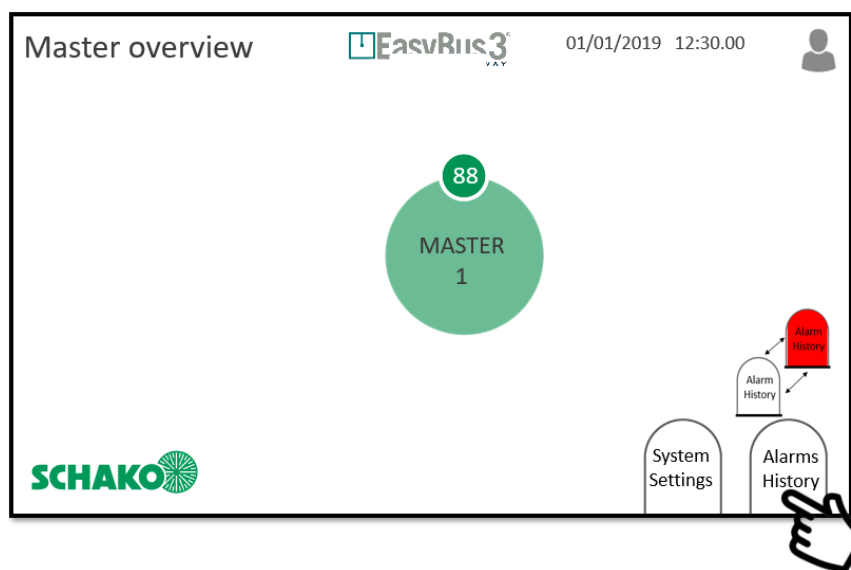 Master overview
EasyBus3
01/01/2019 12:30.00
88
MASTER
1
Alarm
History
Alarm
History
System
Settings
Alarms
History
SCHAKO